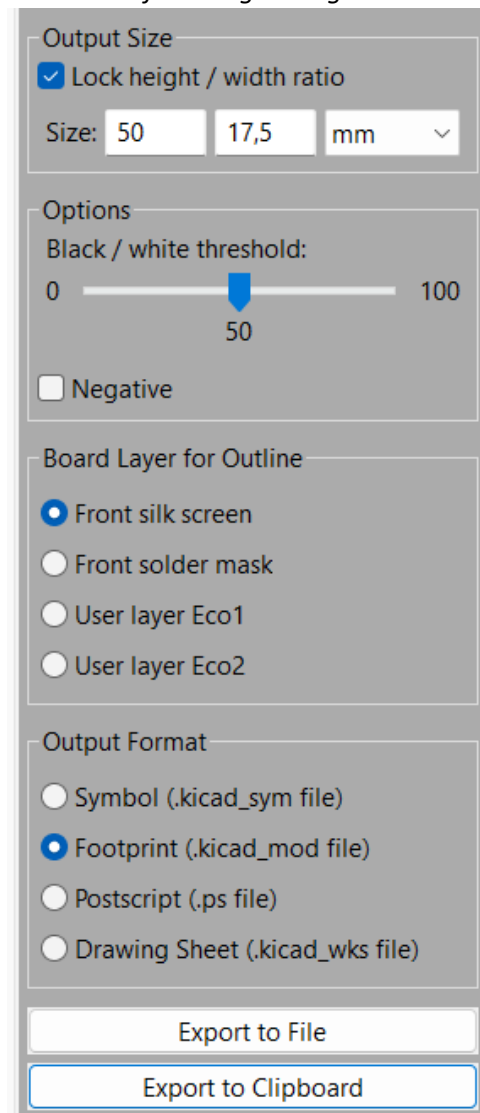 Output Size
Lock height / width ratio
Size: 50 17,5 mm
Options
Black / white threshold:
0 100
50
Negative
Board Layer for Outline
Front silk screen
Front solder mask
User layer Eco1
User layer Eco2
Output Format
Symbol (.kicad_sym file)
Footprint (.kicad_mod file)
Postscript (.ps file)
Drawing Sheet (.kicad_wks file)
Export to File
Export to Clipboard